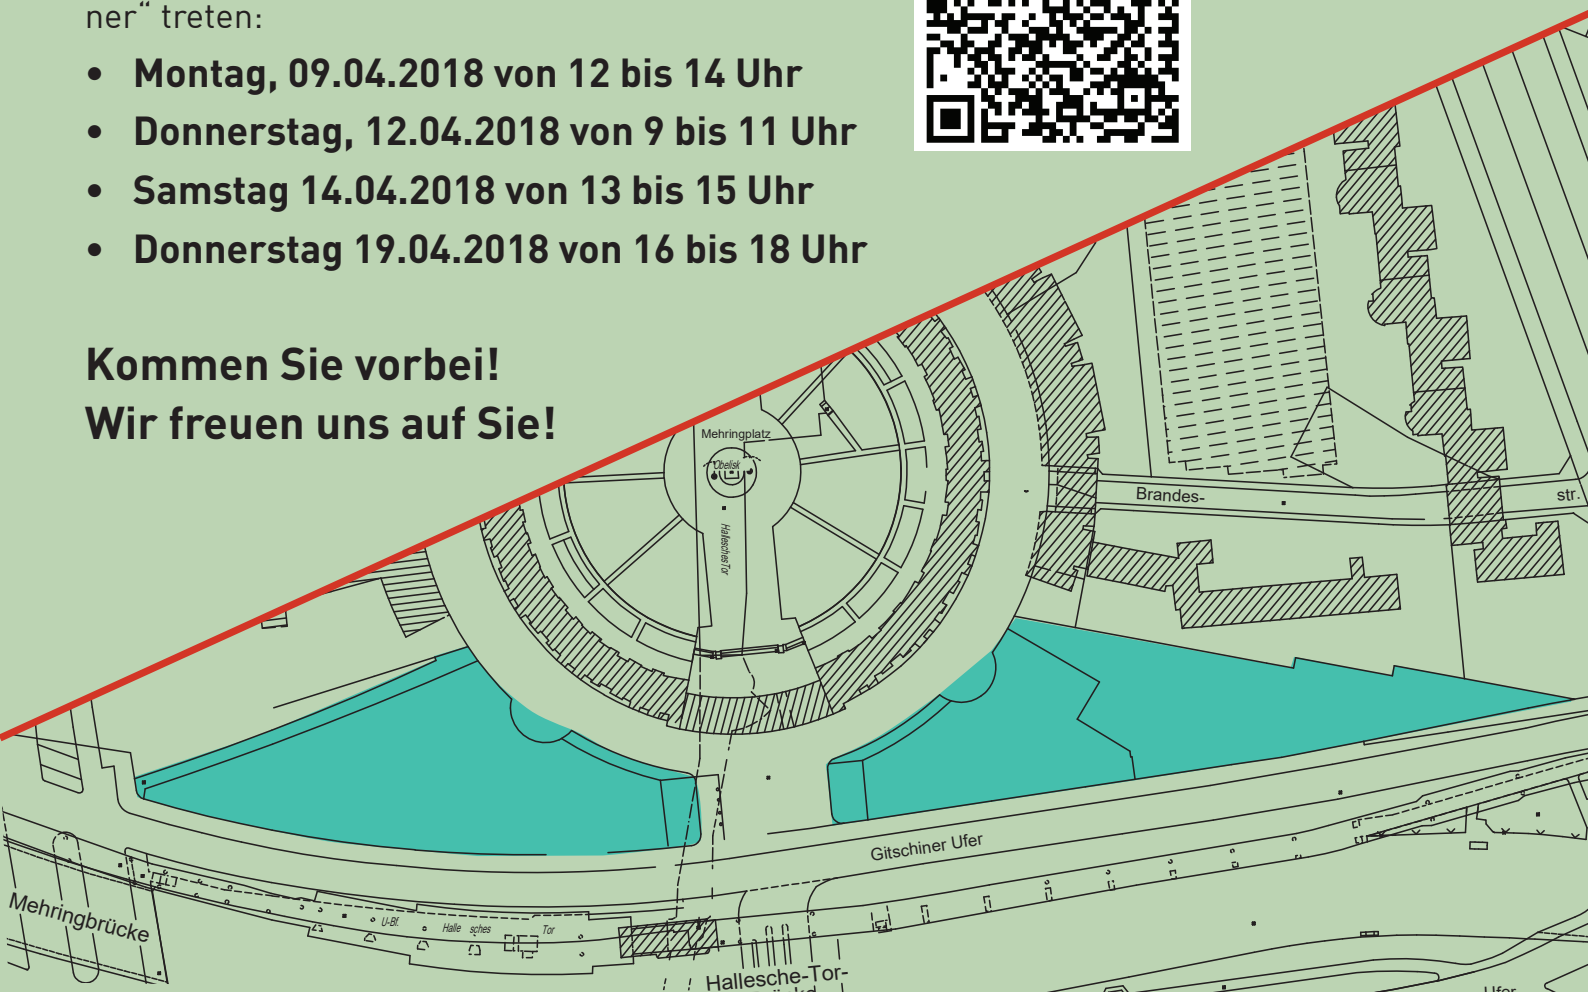 ner“ treten:
• Montag, 09.04.2018 von 12 bis 14 Uhr
• Donnerstag, 12.04.2018 von 9 bis 11 Uhr
• Samstag 14.04.2018 von 13 bis 15 Uhr
• Donnerstag 19.04.2018 von 16 bis 18 Uhr
Kommen Sie vorbei!
Wir freuen uns auf Sie!
Mehringplatz
Obelisk
Hallesches Tor
Brandes-
str.
Gitschiner Ufer
Mehringbrücke
U-Bf.
Halle sches
Tor
Hallesche-Tor-
Ufer